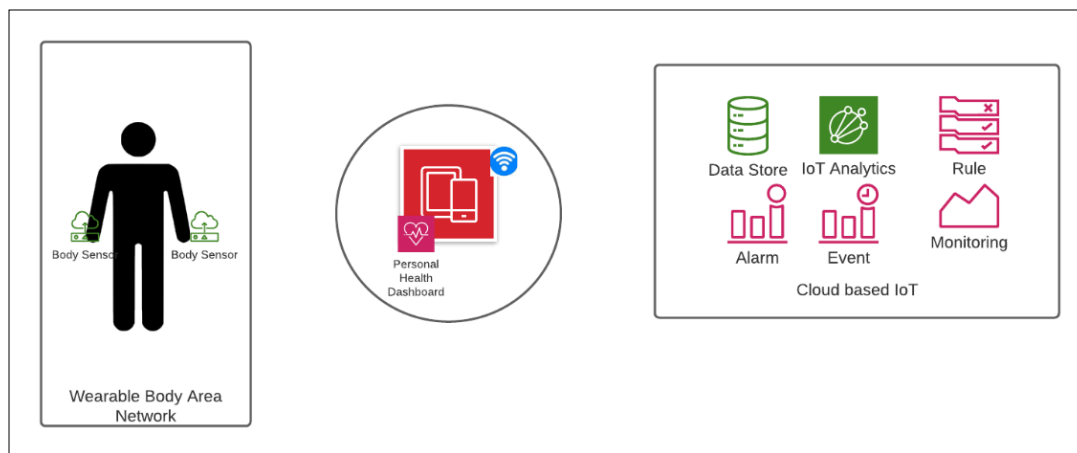 Body Sensor
Body Sensor
Wearable Body Area
Network
Personal
Health
Dashboard
Data Store
IoT Analytics
Rule
Alarm
Event
Monitoring
Cloud based IoT